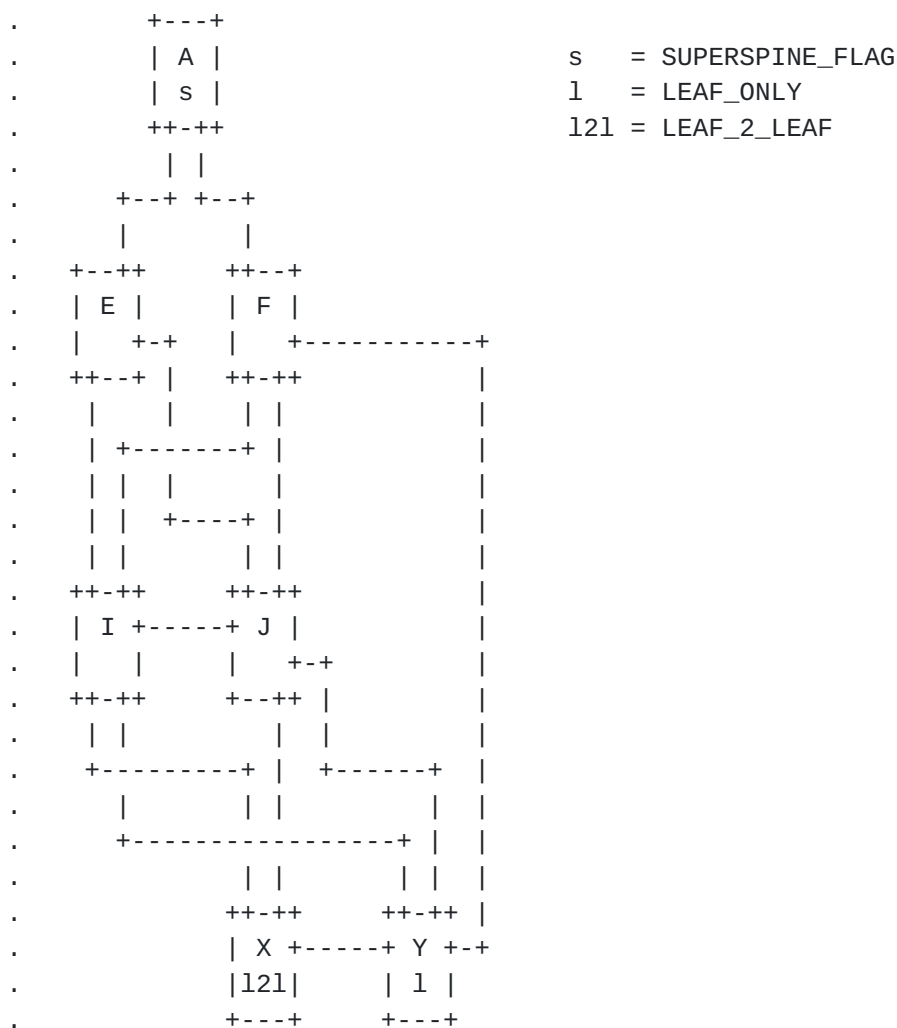 .        +---+
.        | A |                      s   = SUPERSPINE_FLAG
.        | s |                      l   = LEAF_ONLY
.        ++-++                      l2l = LEAF_2_LEAF
.         | |
.      +--+ +--+
.      |       |
.   +--++     ++--+
.   | E |     | F |
.   |   +-+   |   +-----------+
.   ++--+ |   ++-++           |
.    |    |    | |            |
.    | +-------+ |            |
.    | |  |      |            |
.    | |  +----+ |            |
.    | |       | |            |
.   ++-++     ++-++           |
.   | I +-----+ J |           |
.   |   |     |   +-+         |
.   ++-++     +--++ |         |
.    | |         |  |         |
.    +---------+ |  +------+  |
.      |       | |         |  |
.      +-----------------+ |  |
.              | |       | |  |
.             ++-++     ++-++ |
.             | X +-----+ Y +-+
.             |l2l|     | l |
.             +---+     +---+